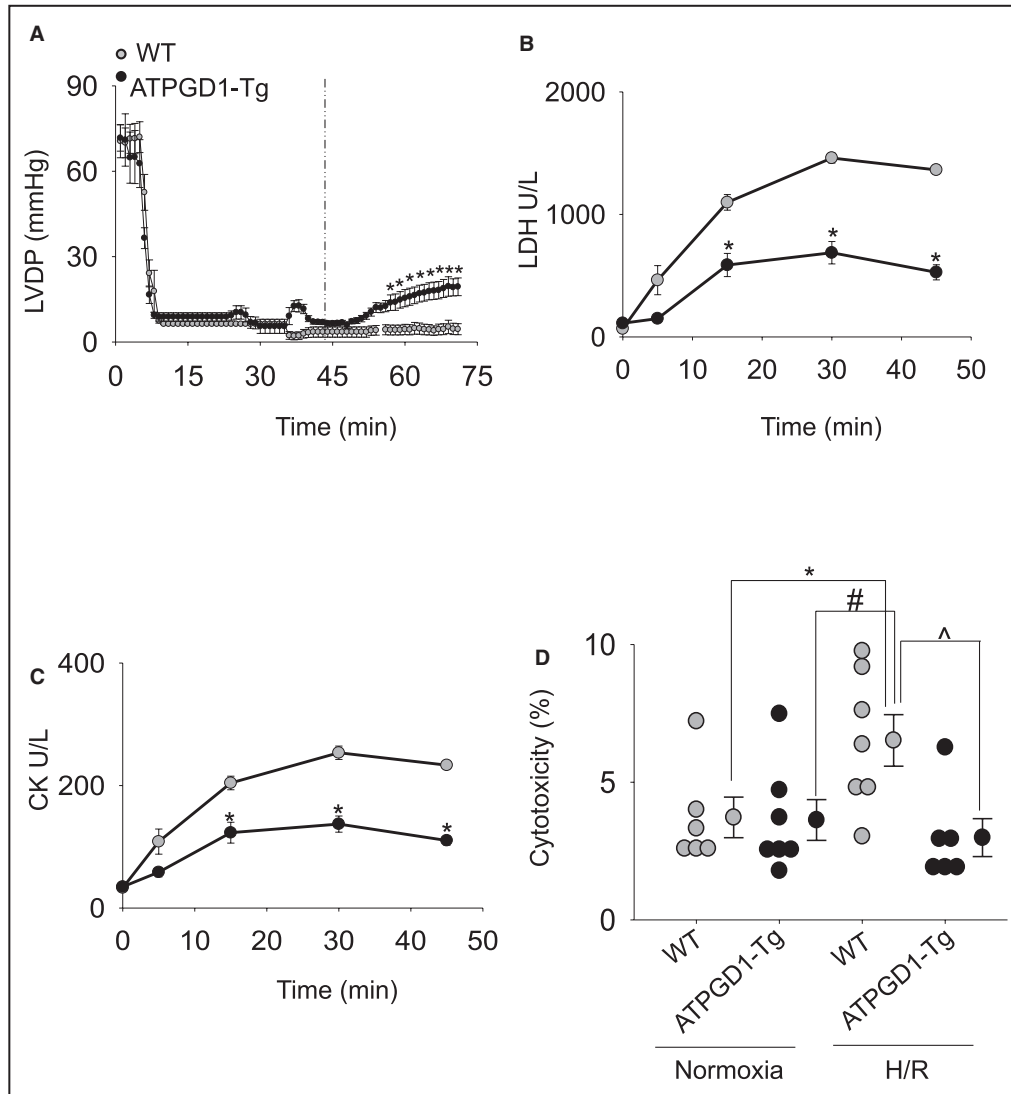 A
WT
ATPGD1-Tg
90
60
30
0
LVDP (mmHg)
*********
0 15 30 45 60 75
Time (min)
B
2000
1000
0
LDH U/L
* * *
0 10 20 30 40 50
Time (min)
C
400
200
0
CK U/L
* * *
0 10 20 30 40 50
Time (min)
D
10
5
0
Cytotoxicity (%)
*
#
^
WT ATPGD1-Tg WT ATPGD1-Tg
Normoxia H/R